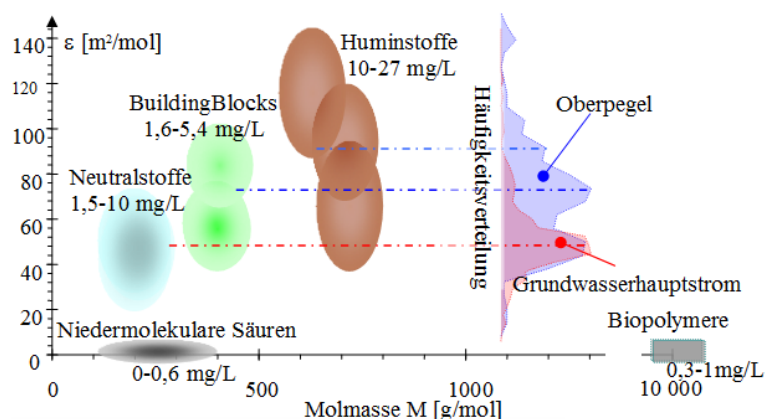 140
ε [m²/mol]
120
100
80
60
40
20
0
Huminstoffe
10-27 mg/L
BuildingBlocks
1,6-5,4 mg/L
Neutralstoffe
1,5-10 mg/L
Häufigkeitsverteilung
Oberpegel
Grundwasserhauptstrom
Niedermolekulare Säuren
0-0,6 mg/L
Biopolymere
0,3-1mg/L
0
500
1000
10 000
Molmasse M [g/mol]